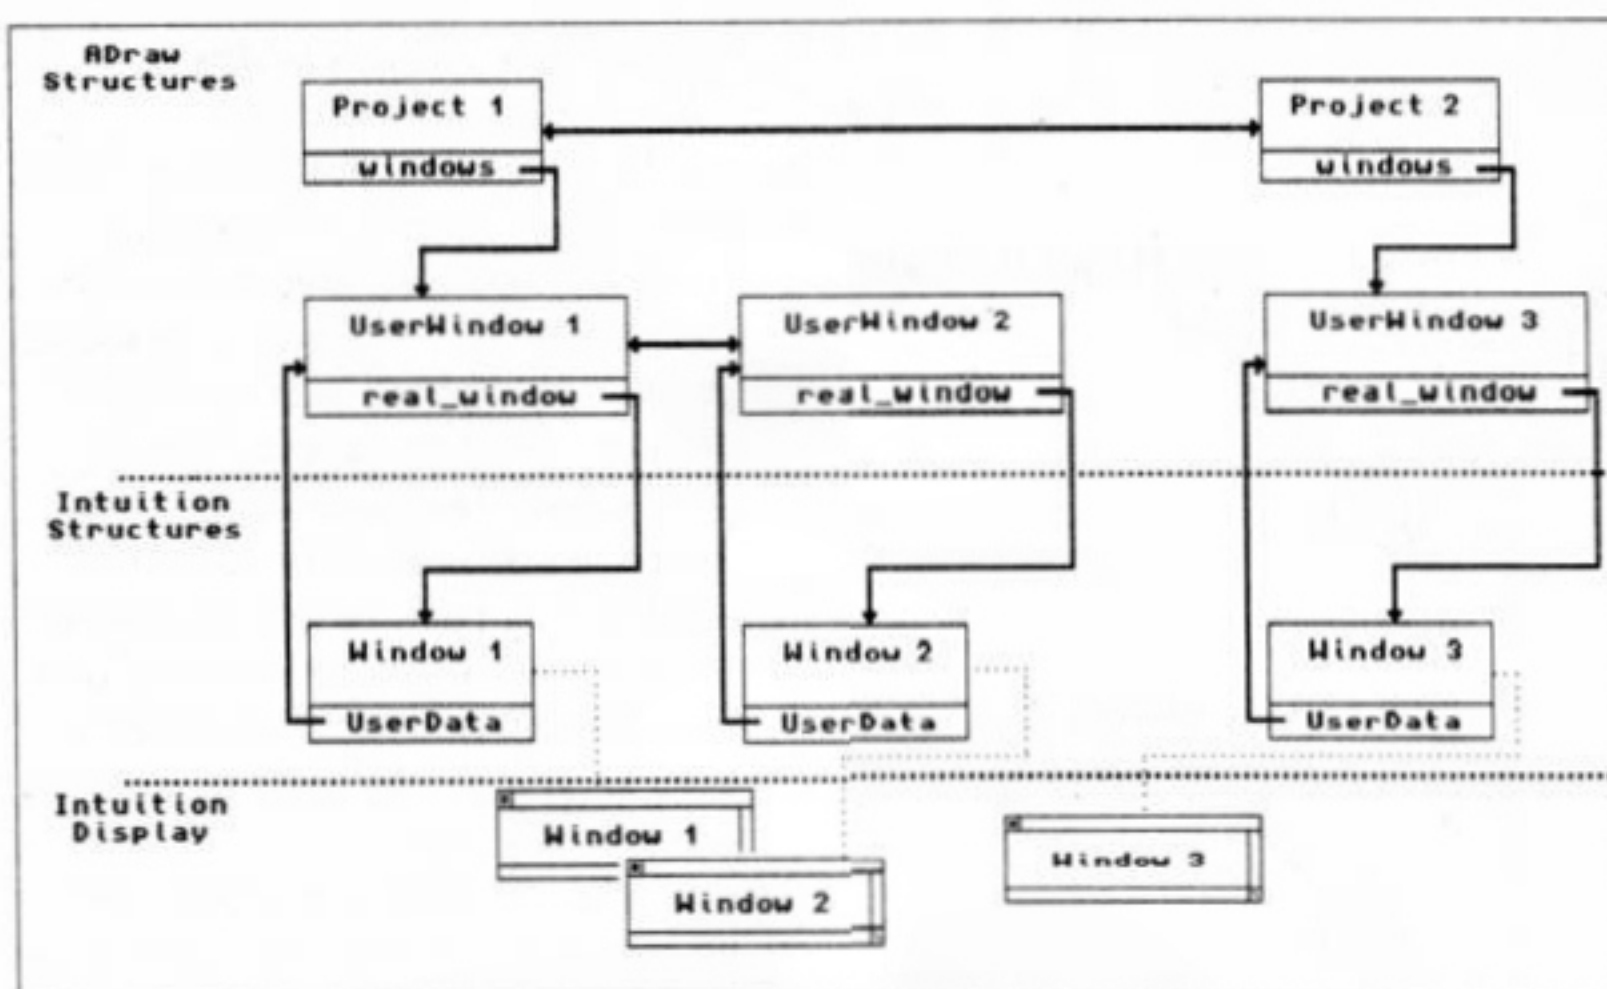 ADraw
Structures
Project 1
windows
Project 2
windows
UserWindow 1
real_window
UserWindow 2
real_window
UserWindow 3
real_window
Intuition
Structures
Window 1
UserData
Window 2
UserData
Window 3
UserData
Intuition
Display
Window 1
Window 2
Window 3